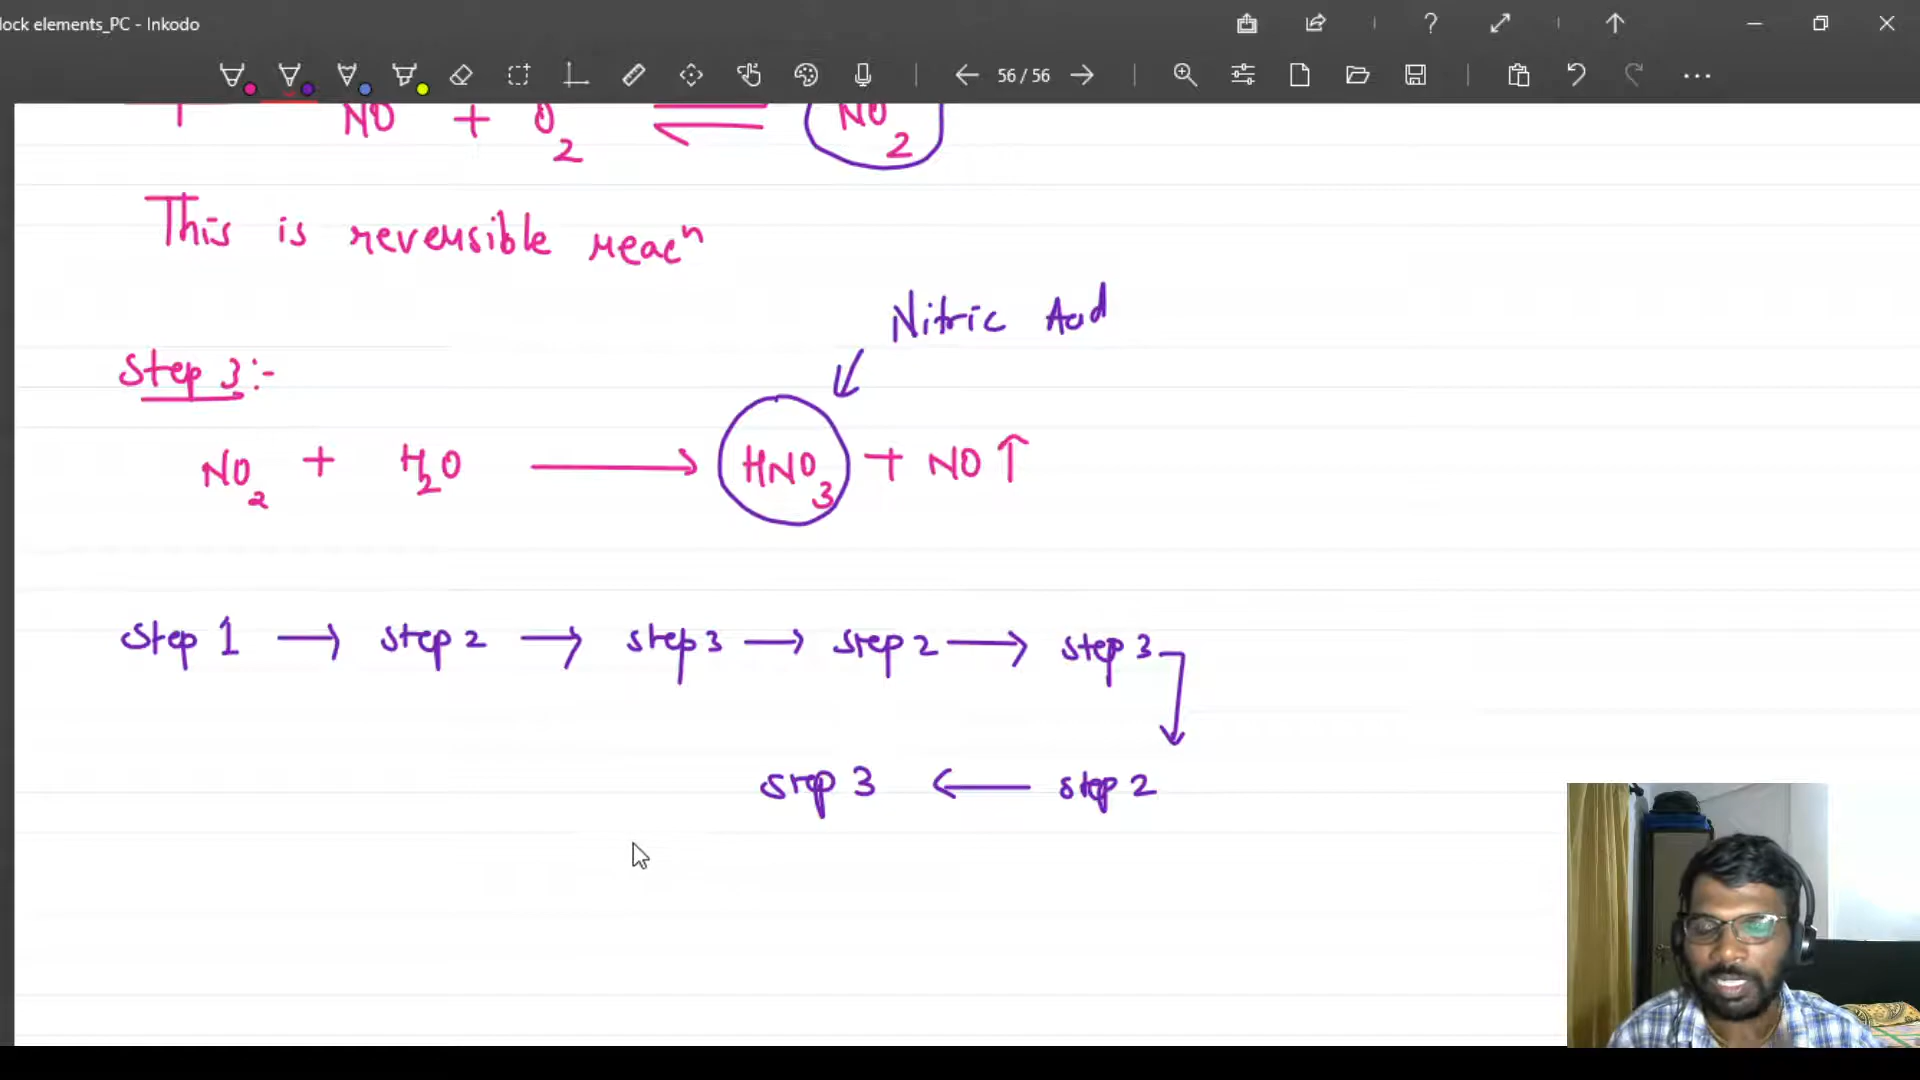 lock elements_PC - Inkodo
56 / 56
NO + O2 ⇌ NO2
This is reversible reacn
Nitric Acid
Step 3:-
NO2 + H2O → HNO3 + NO↑
Step 1 → step 2 → step 3 → step 2 → step 3
step 3 ← step 2